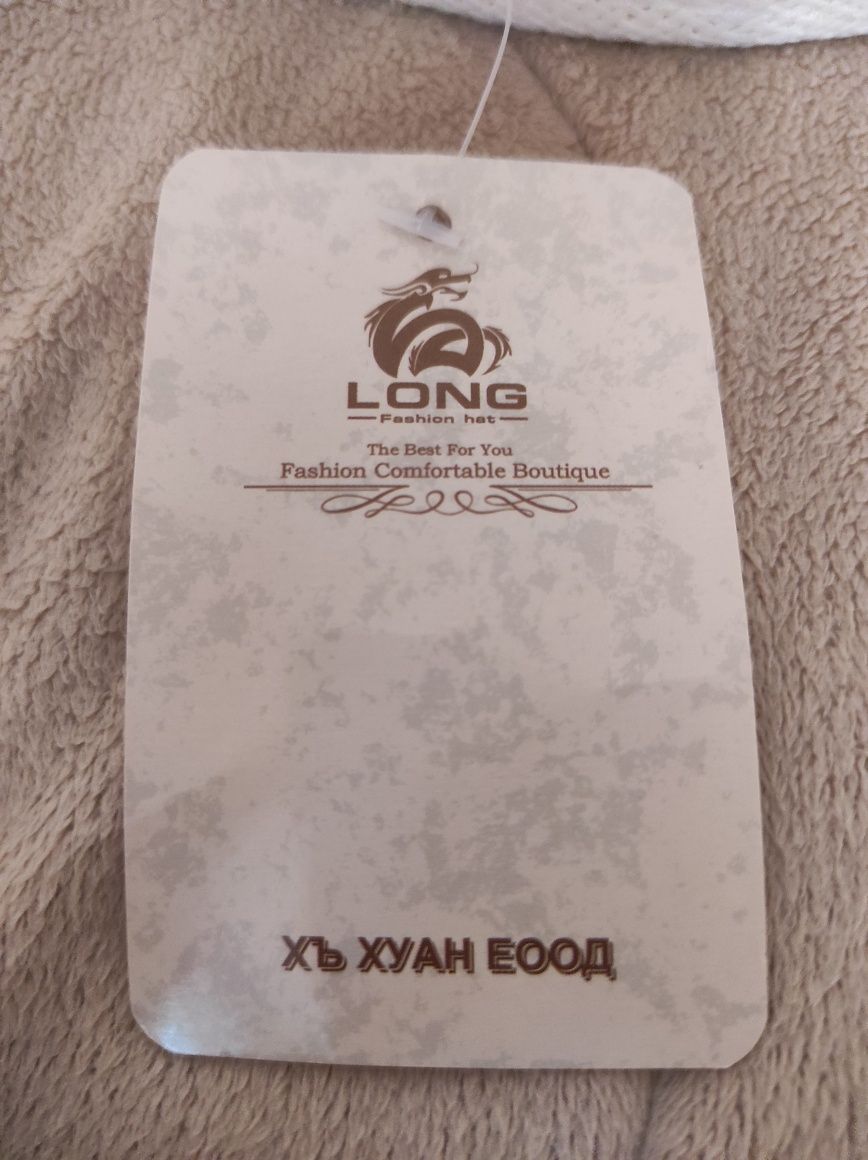 LONG
Fashion hat
The Best For You
Fashion Comfortable Boutique
ХЪ ХУАН ЕООД